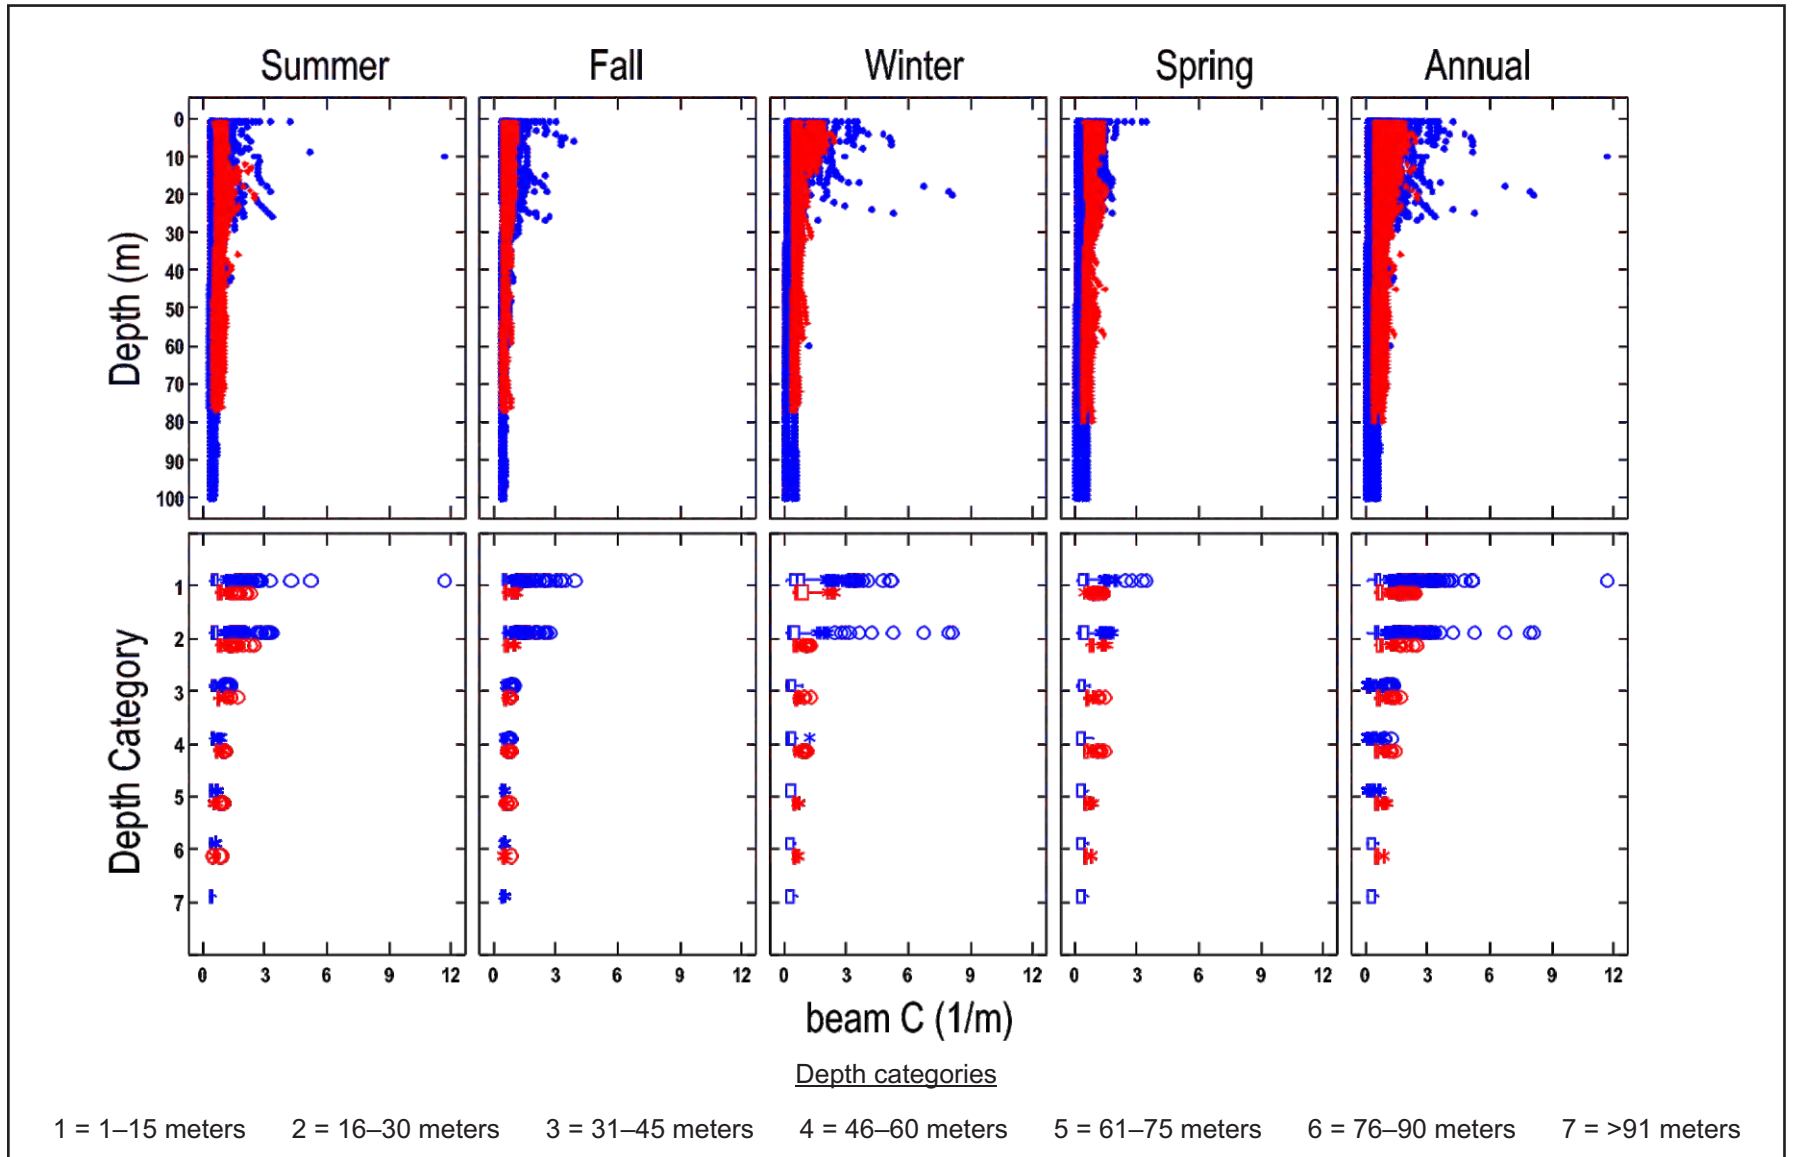 Summer Fall Winter Spring Annual
Depth (m)
0
10
20
30
40
50
60
70
80
90
100
Depth Category
1
2
3
4
5
6
7
0 3 6 9 12 0 3 6 9 12 0 3 6 9 12 0 3 6 9 12 0 3 6 9 12
beam C (1/m)
Depth categories
1 = 1–15 meters 2 = 16–30 meters 3 = 31–45 meters 4 = 46–60 meters 5 = 61–75 meters 6 = 76–90 meters 7 = >91 meters